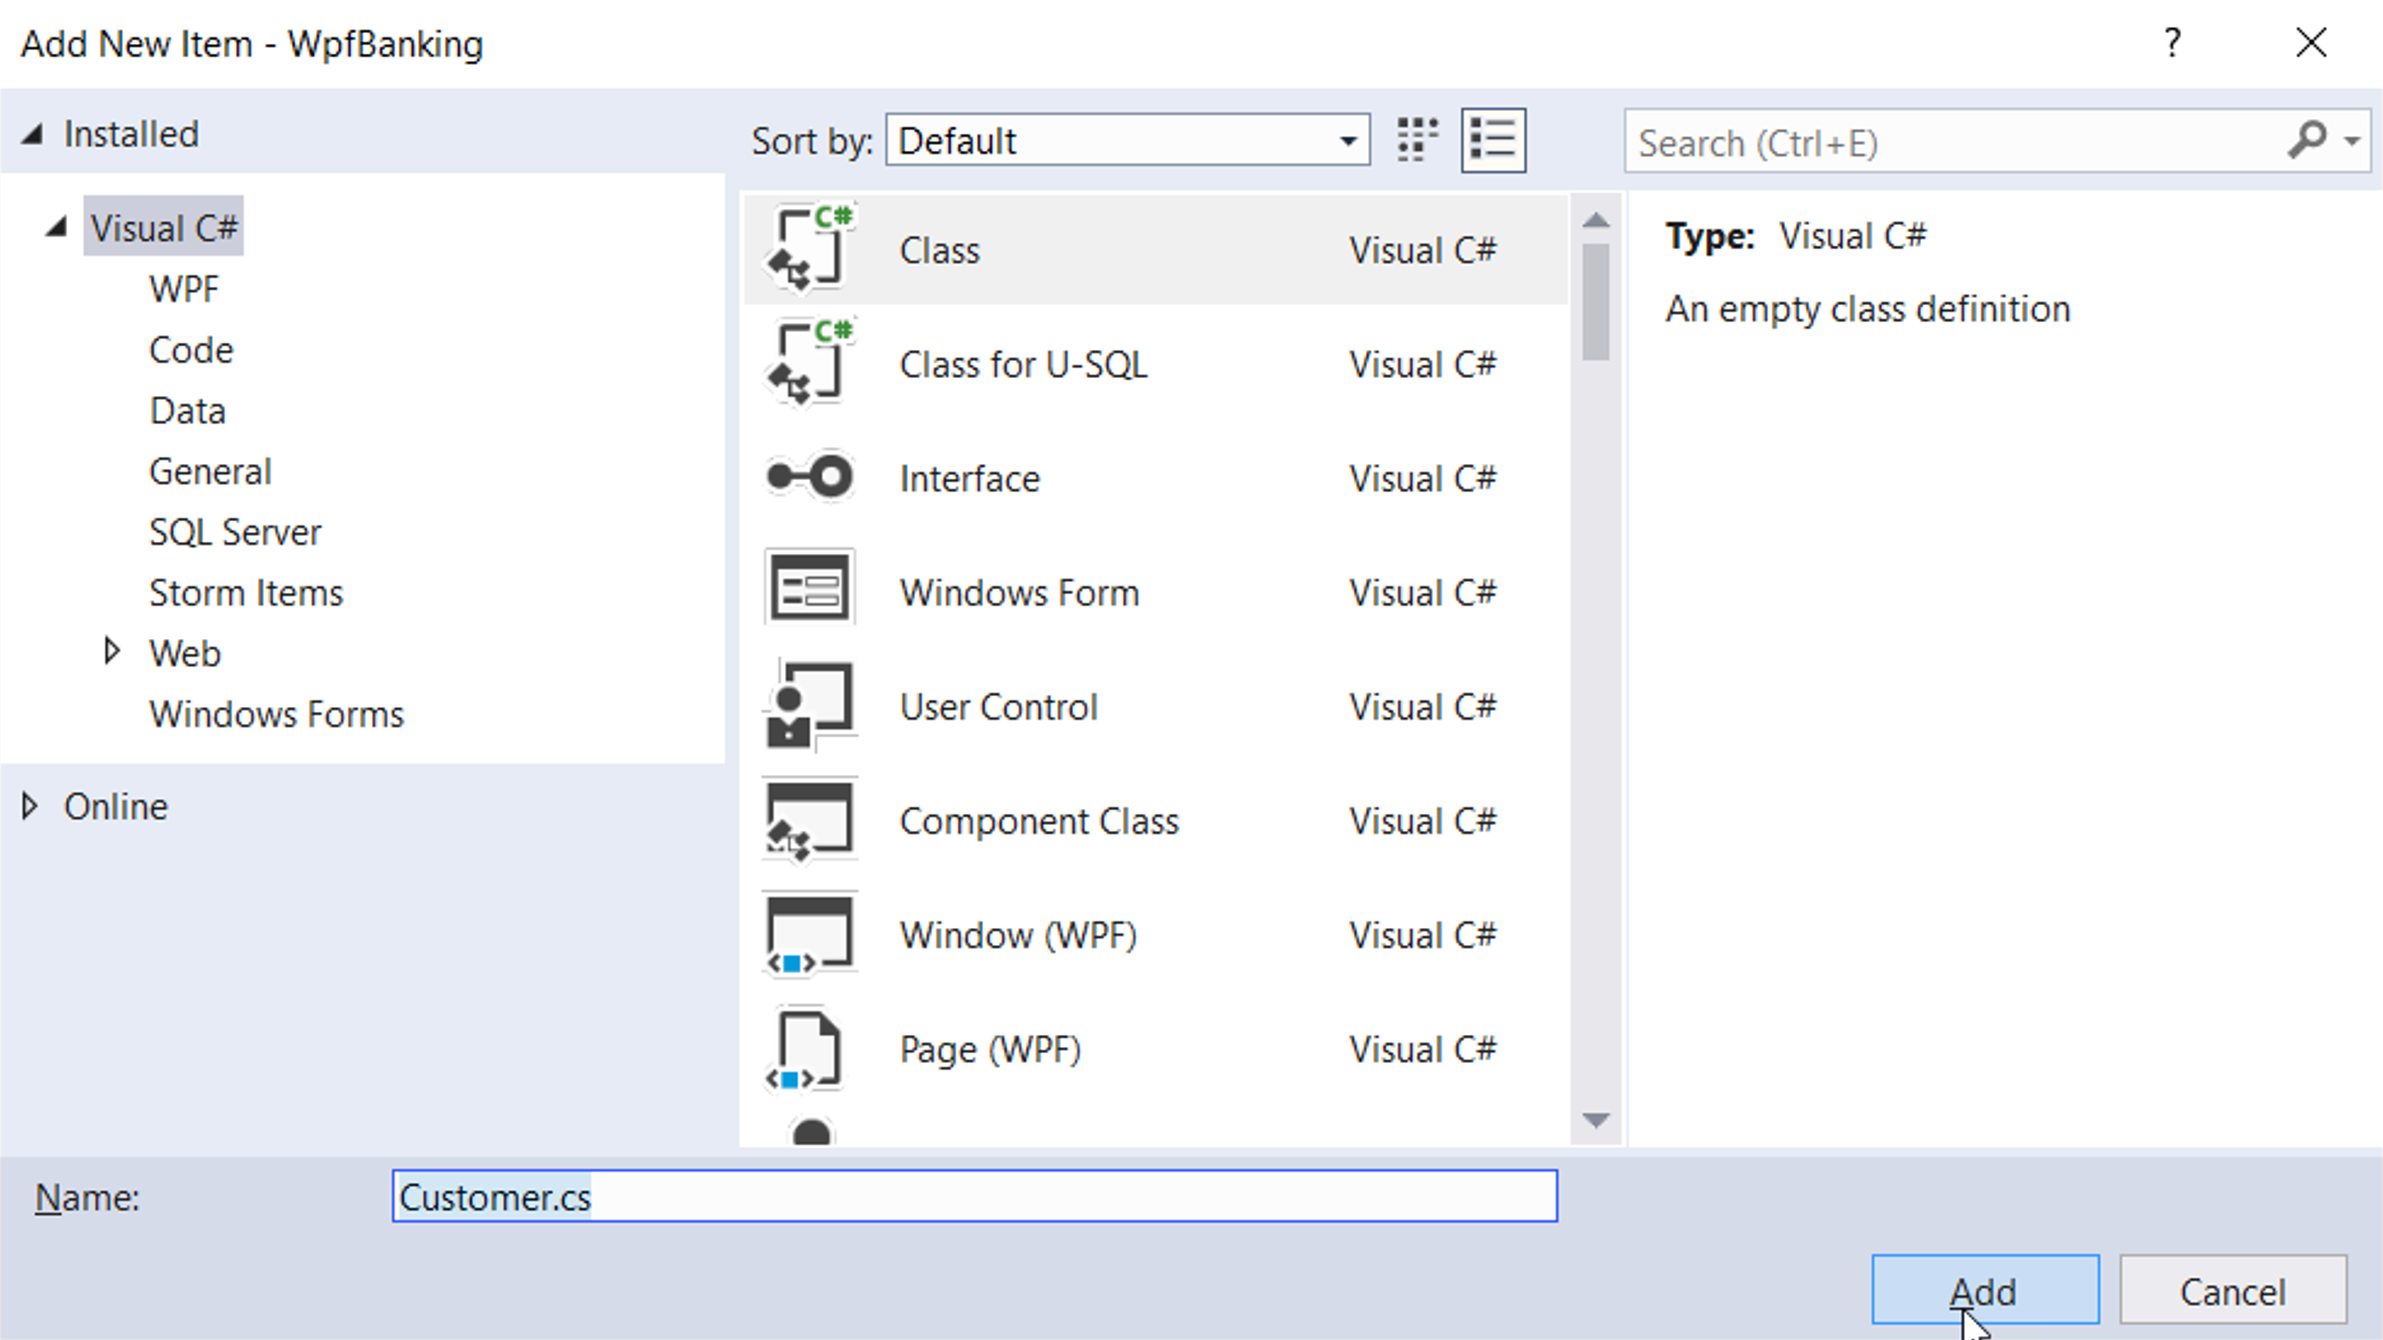 Add New Item - WpfBanking
?
Installed
Sort by: Default
Search (Ctrl+E)
Visual C#
WPF
Code
Data
General
SQL Server
Storm Items
Web
Windows Forms
Online
C# Class Visual C#
C# Class for U-SQL Visual C#
Interface Visual C#
Windows Form Visual C#
User Control Visual C#
Component Class Visual C#
Window (WPF) Visual C#
Page (WPF) Visual C#
Type: Visual C#
An empty class definition
Name: Customer.cs
Add Cancel